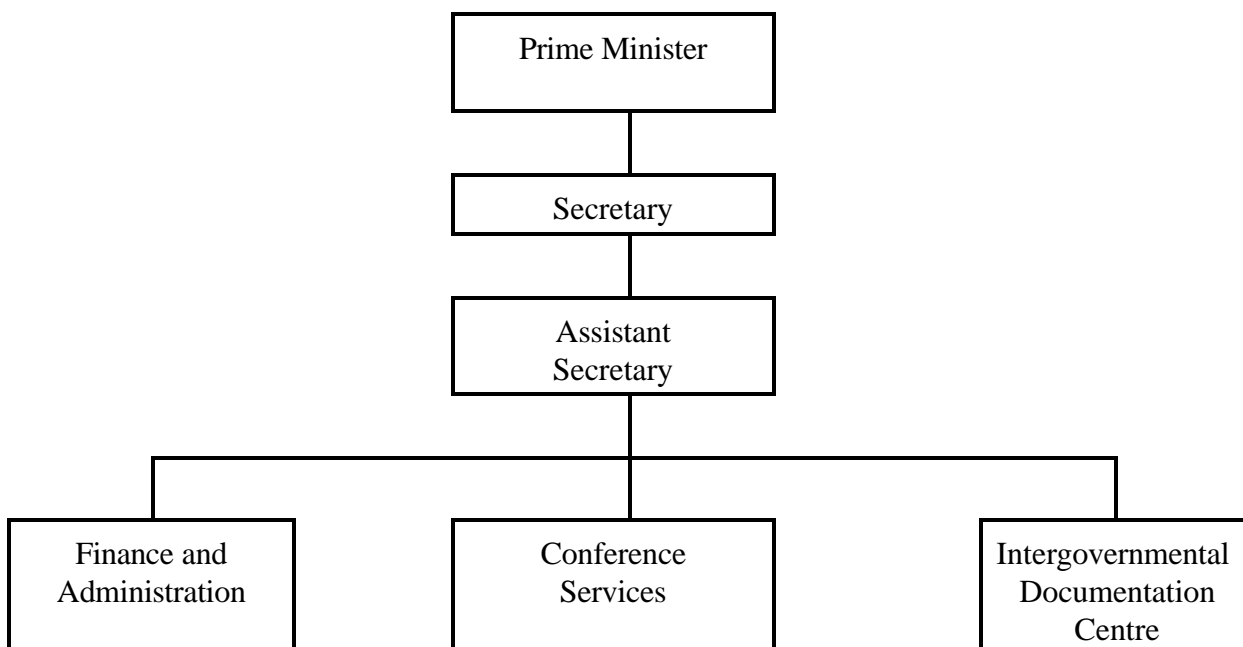 Prime Minister
Secretary
Assistant
Secretary
Finance and
Administration
Conference
Services
Intergovernmental
Documentation
Centre